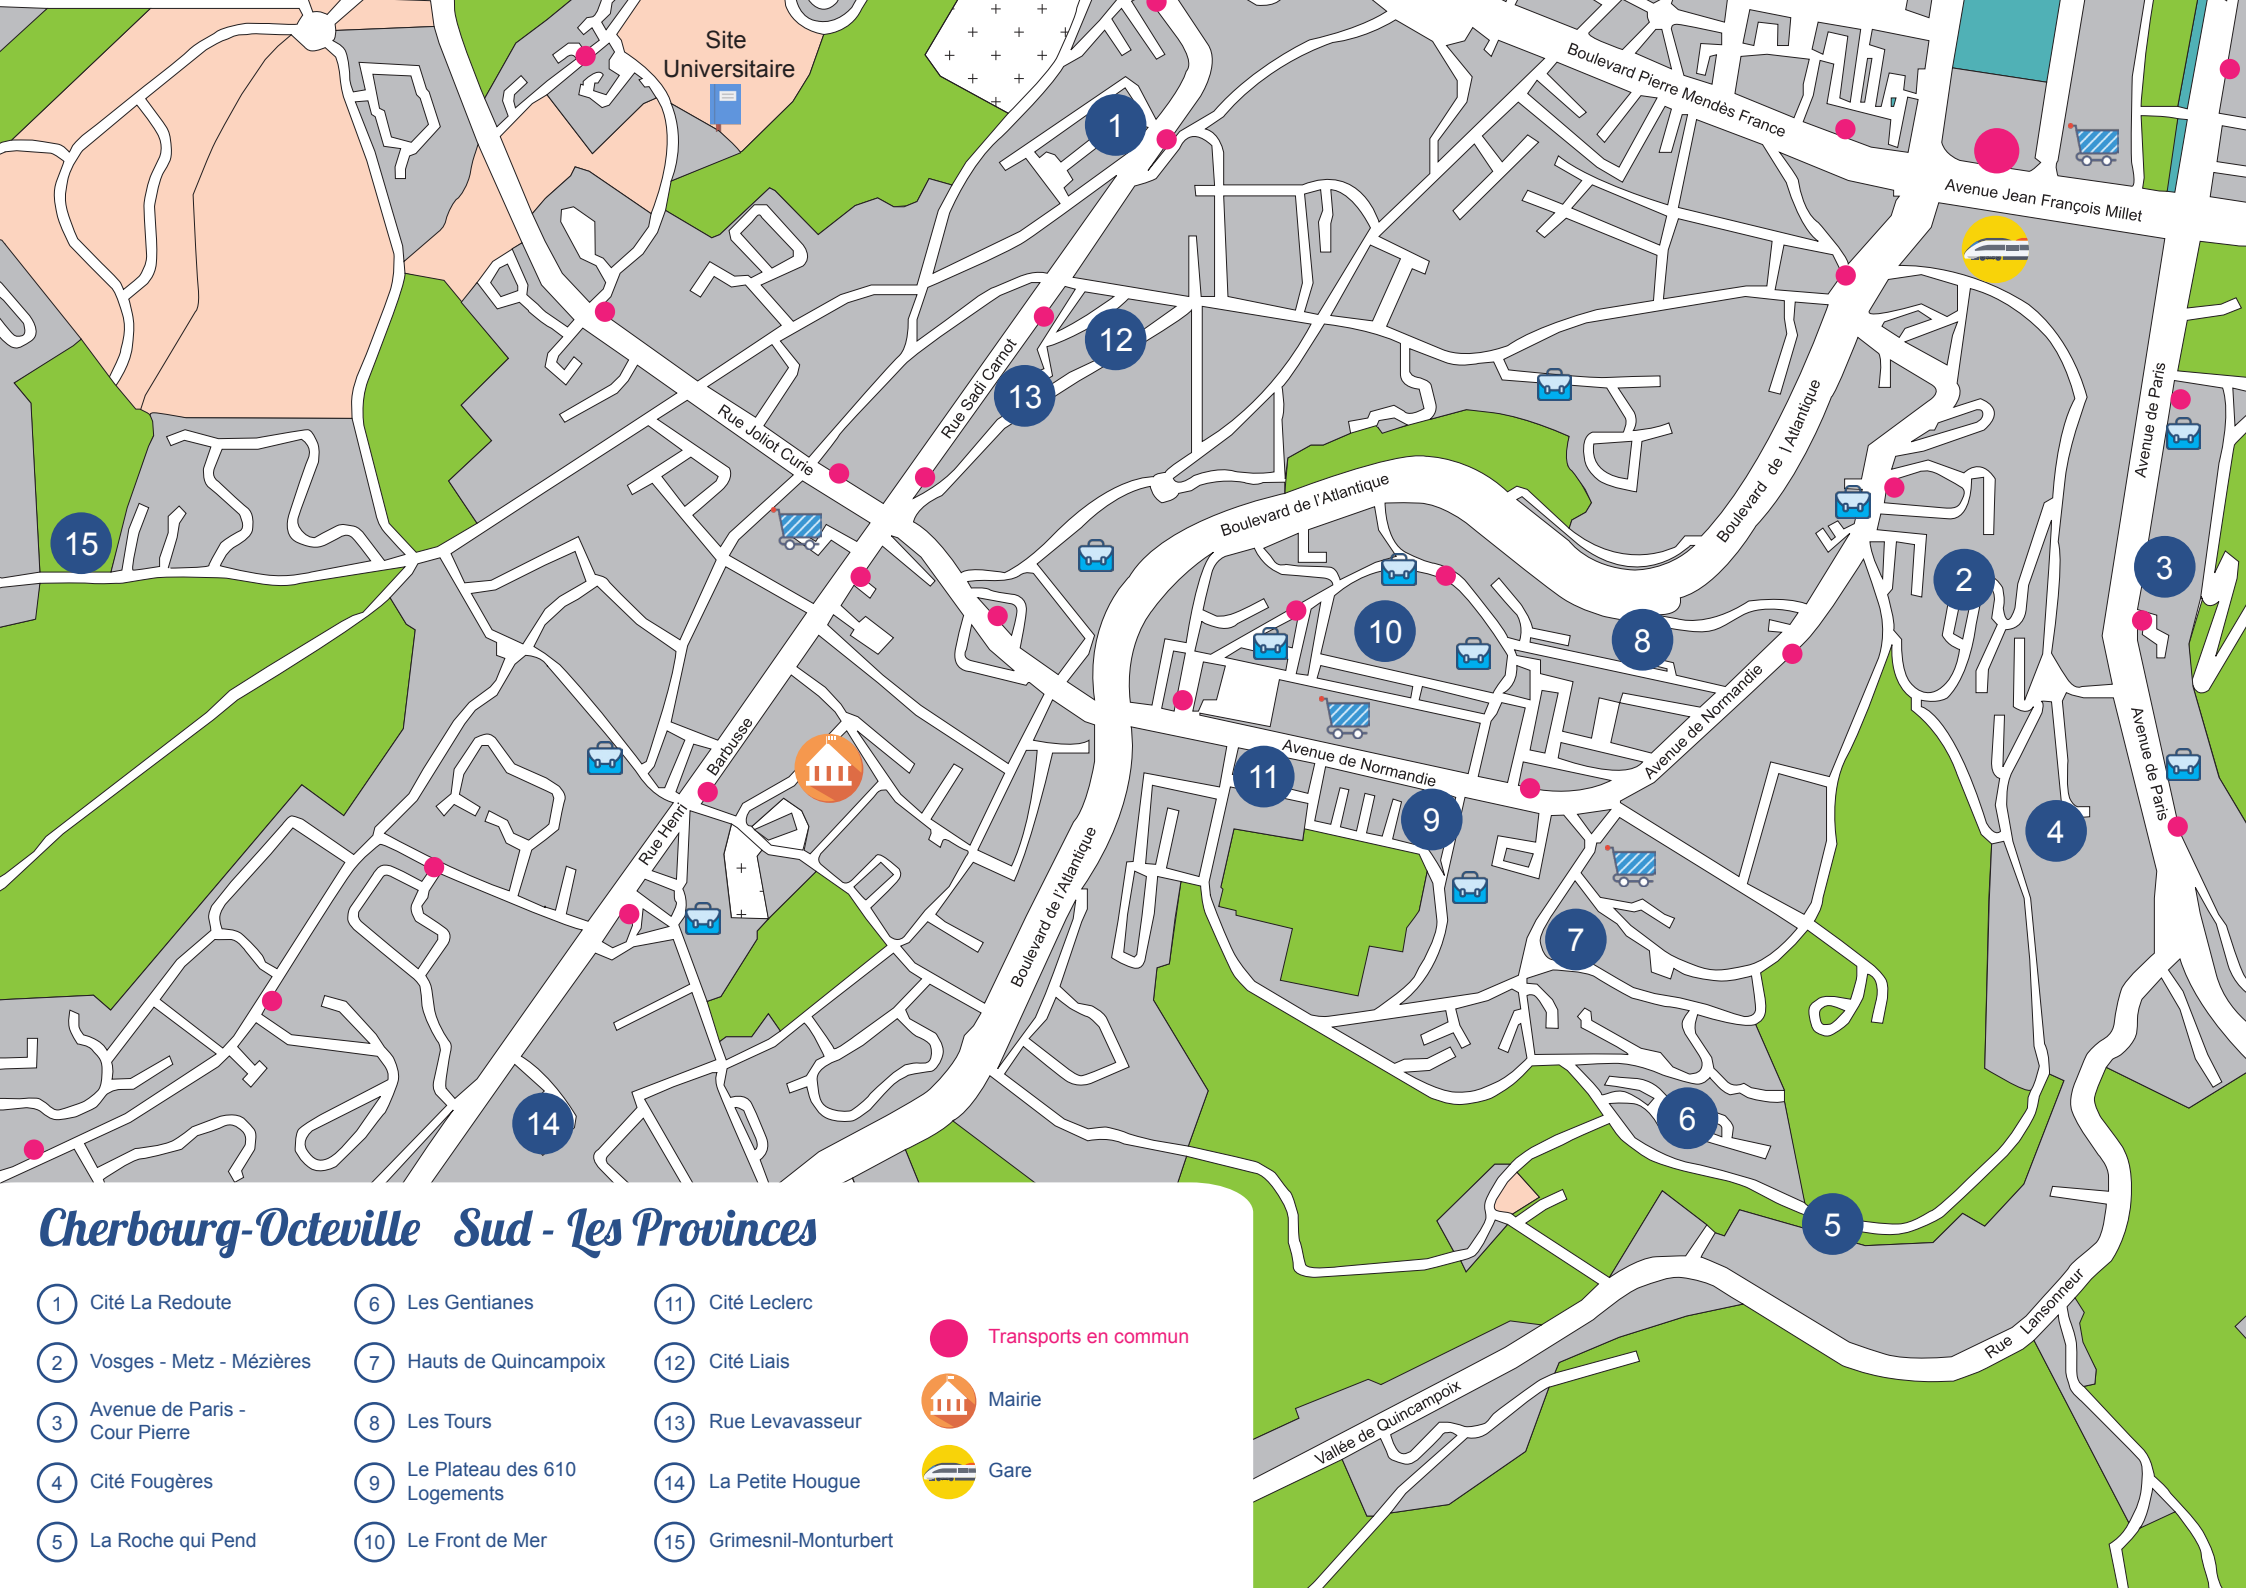 Site
Universitaire
Boulevard Pierre Mendès France
Avenue Jean François Millet
1
12
13
Rue Sadi Carnot
Rue Joliot Curie
Boulevard de l Atlantique
Avenue de Paris
Boulevard de l'Atlantique
15
2
3
10
8
Avenue de Normandie
Barbusse
Rue Henri
11
Avenue de Normandie
9
Avenue de Paris
4
Boulevard de l'Atlantique
7
14
6
5
Rue Lansonneur
Vallée de Quincampoix
Cherbourg-Octeville Sud - Les Provinces
1 Cité La Redoute
2 Vosges - Metz - Mézières
3 Avenue de Paris -
Cour Pierre
4 Cité Fougères
5 La Roche qui Pend
6 Les Gentianes
7 Hauts de Quincampoix
8 Les Tours
9 Le Plateau des 610
Logements
10 Le Front de Mer
11 Cité Leclerc
12 Cité Liais
13 Rue Levavasseur
14 La Petite Hougue
15 Grimesnil-Monturbert
Transports en commun
Mairie
Gare